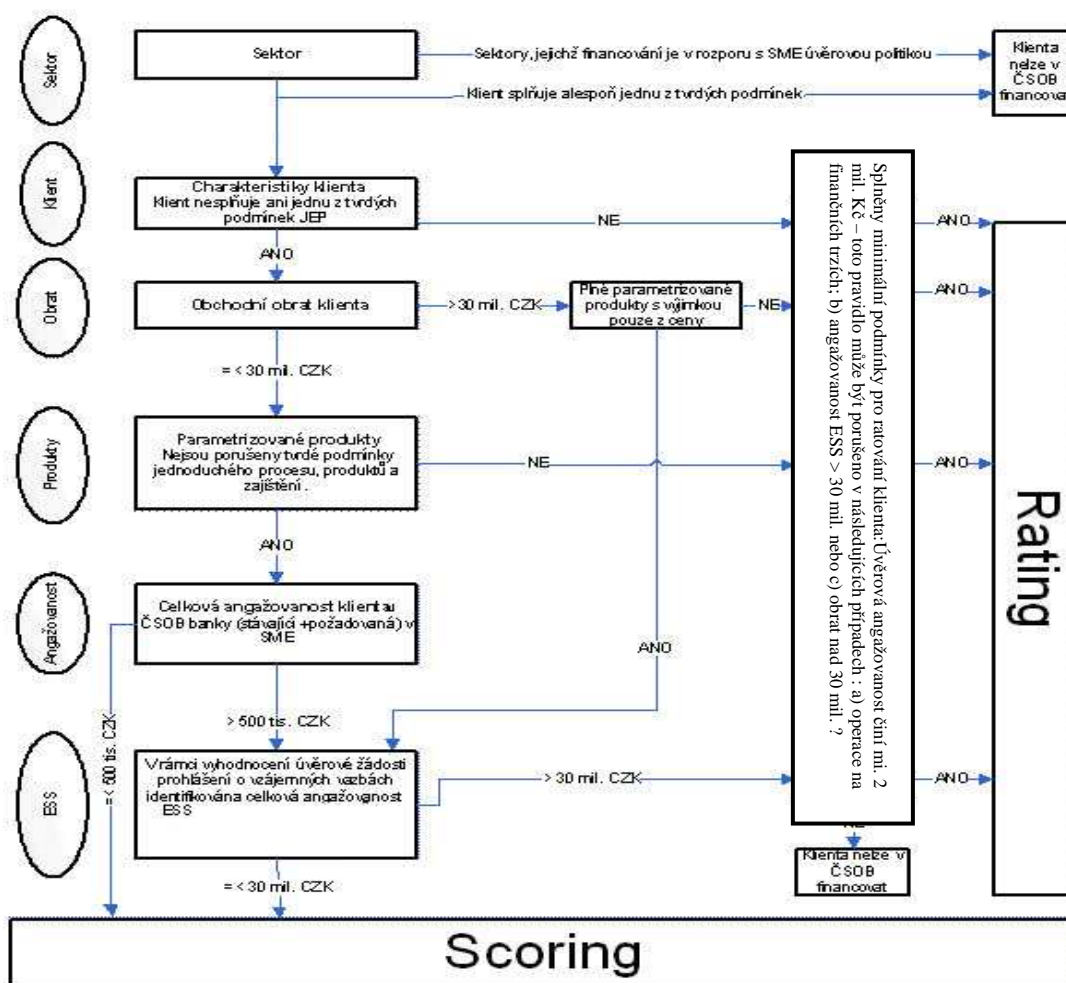 Sektor
Sektor
Sektory, jejichž financování je v rozporu s SME úvěrovou politikou
Klienta
nelze v
ČSOB
financovat
Klient splňuje alespoň jednu z tvrdých podmínek
Klient
Charakteristiky klienta
Klient nesplňuje ani jednu z tvrdých
podmínek JEP
NE
ANO
ANO
Obrat
Obchodní obrat klienta
>30 mil. CZK
Plně parametrizované
produkty s výjimkou
pouze z ceny
NE
ANO
=< 30 mil. CZK
Produkty
Parametrizované produkty
Nejsou porušeny tvrdé podmínky
jednoduchého procesu, produktů a
zajištění .
NE
ANO
ANO
Angažovanost
Celková angažovanost klienta u
ČSOB banky (stávající +požadovaná) v
SME
ANO
=< 500 tis. CZK
> 500 tis. CZK
ESS
V rámci vyhodnocení úvěrové žádosti
prohlášení o vzájemných vazbách
identifikována celková angažovanost
ESS
> 30 mil. CZK
ANO
=< 30 mil. CZK
Splněny minimální podmínky pro ratování klienta:Úvěrová angažovanost činí mi. 2
mil. Kč – toto pravidlo může být porušeno v následujících případech : a) operace na
finančních trzích; b) angažovanost ESS > 30 mil. nebo c) obrat nad 30 mil. ?
NE
Klienta nelze v
ČSOB
financovat
Rating
Scoring